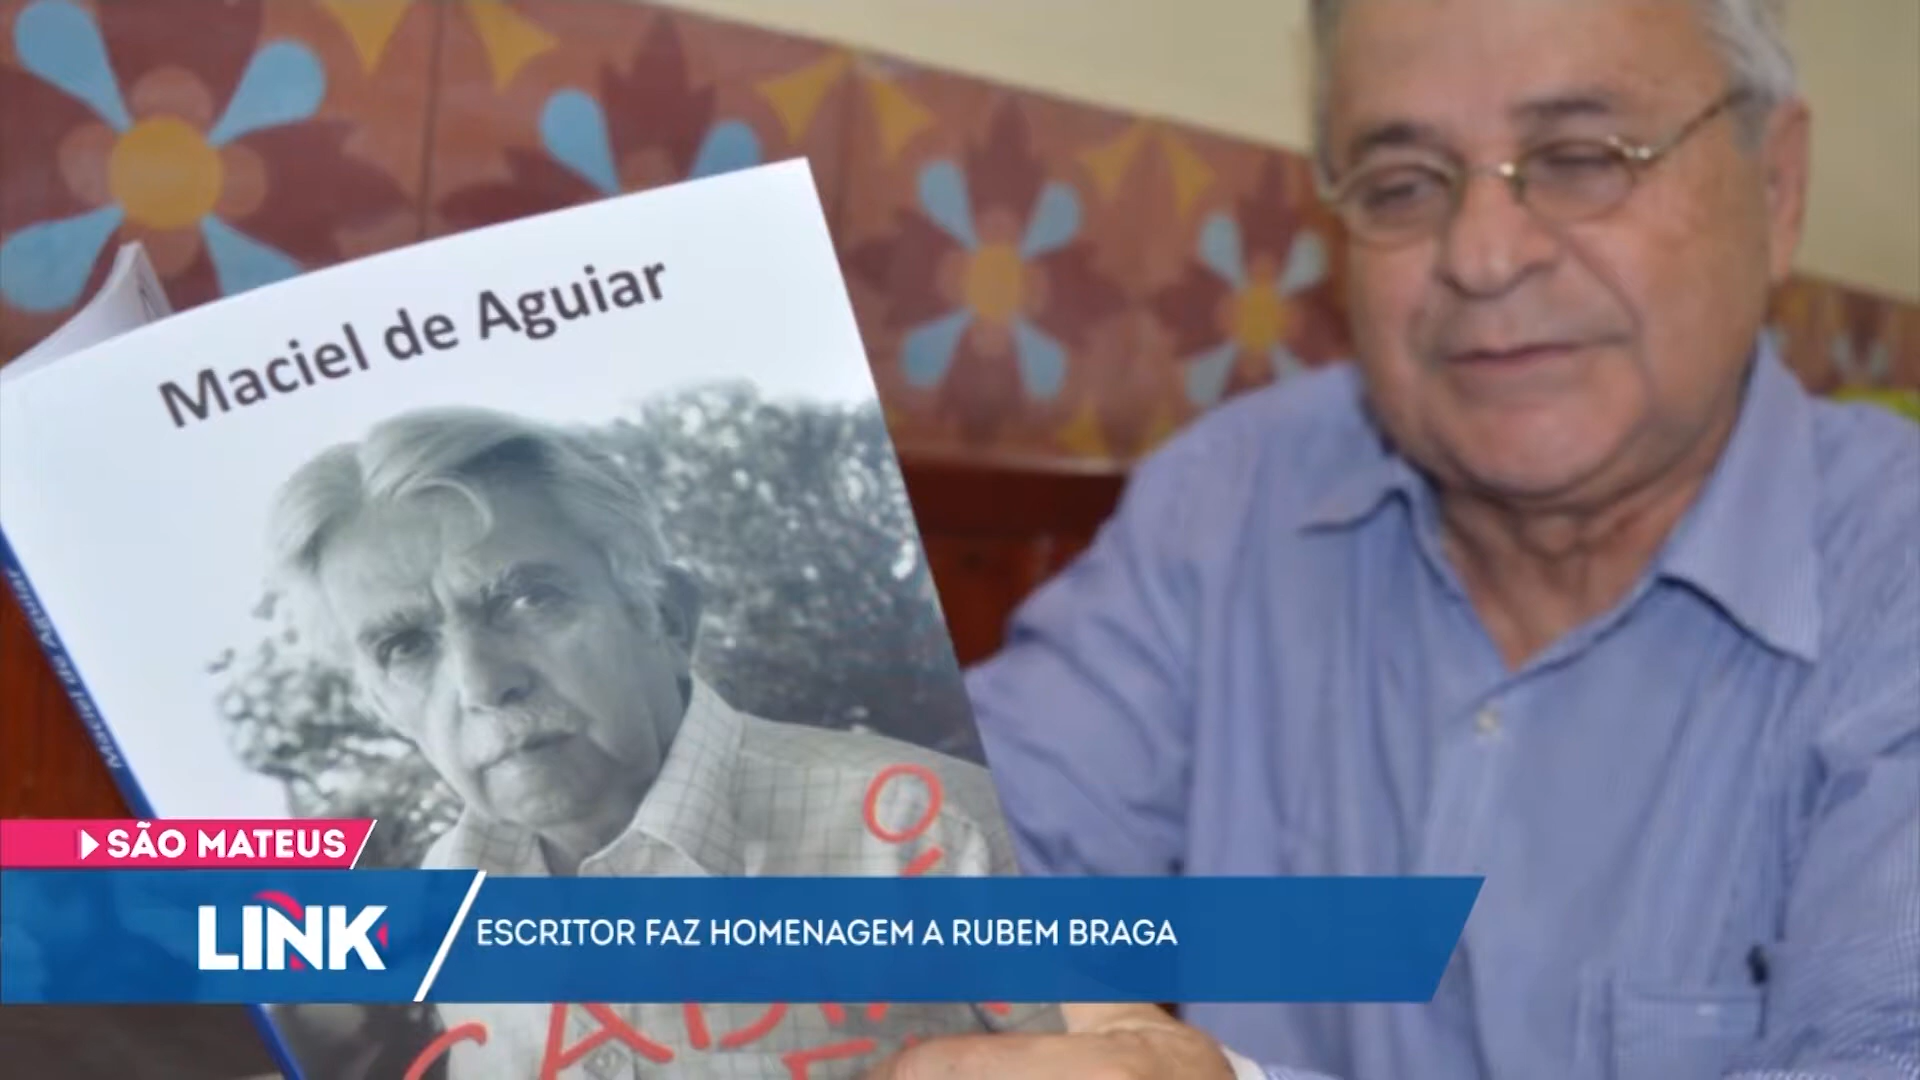 Maciel de Aguiar
Maciel de Aguiar
SÃO MATEUS
LINK
ESCRITOR FAZ HOMENAGEM A RUBEM BRAGA